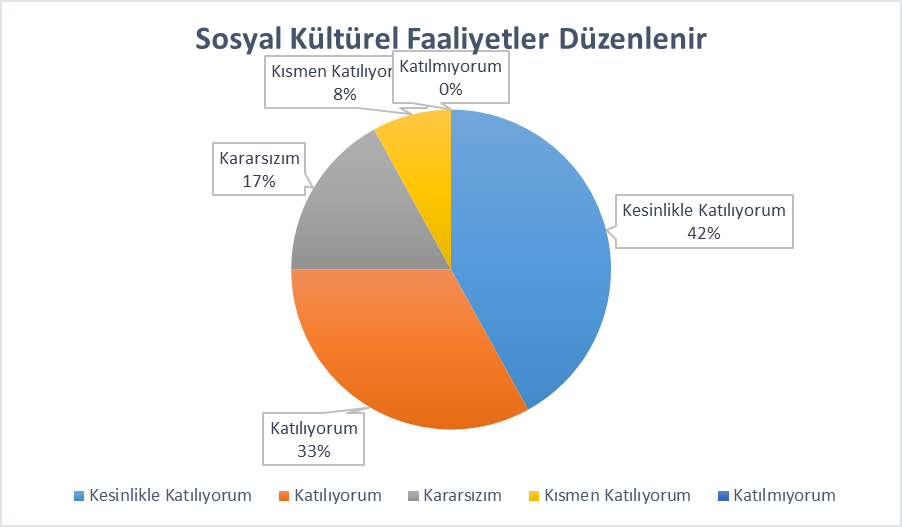 Sosyal Kültürel Faaliyetler Düzenlenir
Kısmen Katılıyor
8%
Katılmıyorum
0%
Kararsızım
17%
Kesinlikle Katılıyorum
42%
Katılıyorum
33%
Kesinlikle Katılıyorum
Katılıyorum
Kararsızım
Kısmen Katılıyorum
Katılmıyorum